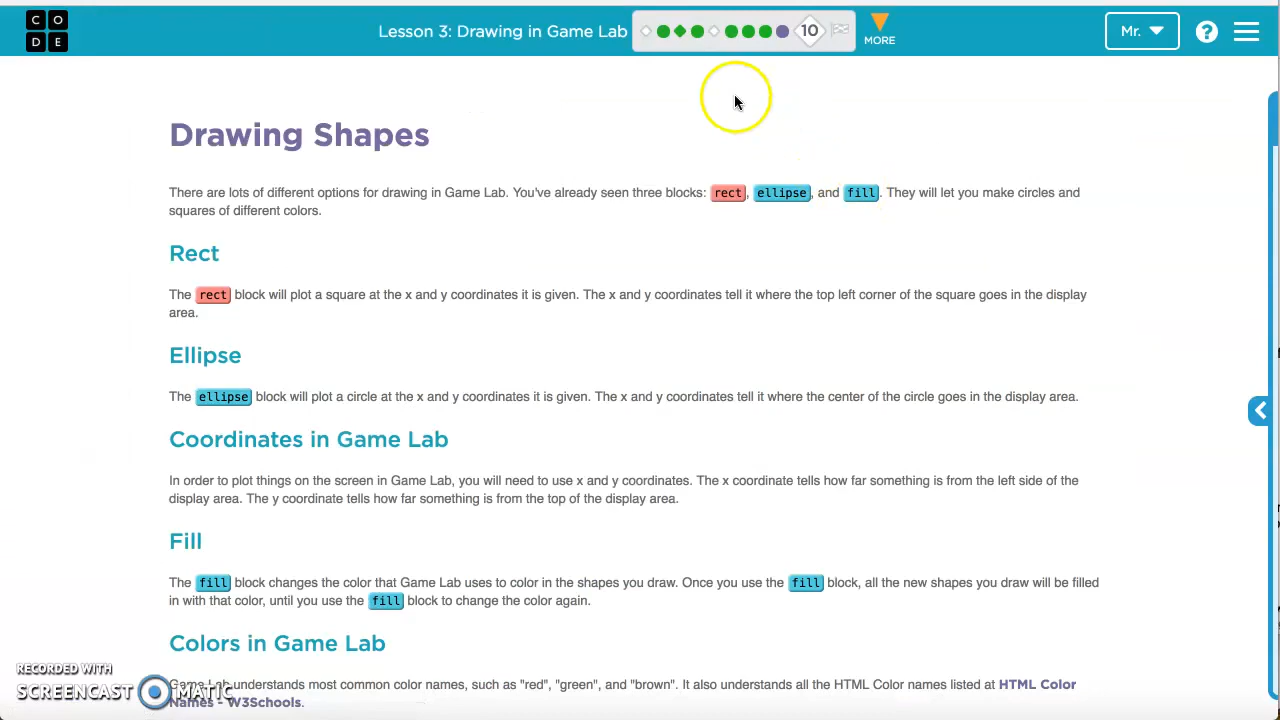 CODE
Lesson 3: Drawing in Game Lab
10
MORE
Mr.
?
Drawing Shapes
There are lots of different options for drawing in Game Lab. You've already seen three blocks: rect, ellipse, and fill. They will let you make circles and
squares of different colors.
Rect
The rect block will plot a square at the x and y coordinates it is given. The x and y coordinates tell it where the top left corner of the square goes in the display
area.
Ellipse
The ellipse block will plot a circle at the x and y coordinates it is given. The x and y coordinates tell it where the center of the circle goes in the display area.
Coordinates in Game Lab
In order to plot things on the screen in Game Lab, you will need to use x and y coordinates. The x coordinate tells how far something is from the left side of the
display area. The y coordinate tells how far something is from the top of the display area.
Fill
The fill block changes the color that Game Lab uses to color in the shapes you draw. Once you use the fill block, all the new shapes you draw will be filled
in with that color, until you use the fill block to change the color again.
Colors in Game Lab
Game Lab understands most common color names, such as "red", "green", and "brown". It also understands all the HTML Color names listed at HTML Color
Names - W3Schools.
RECORDED WITH
SCREENCAST MATIC